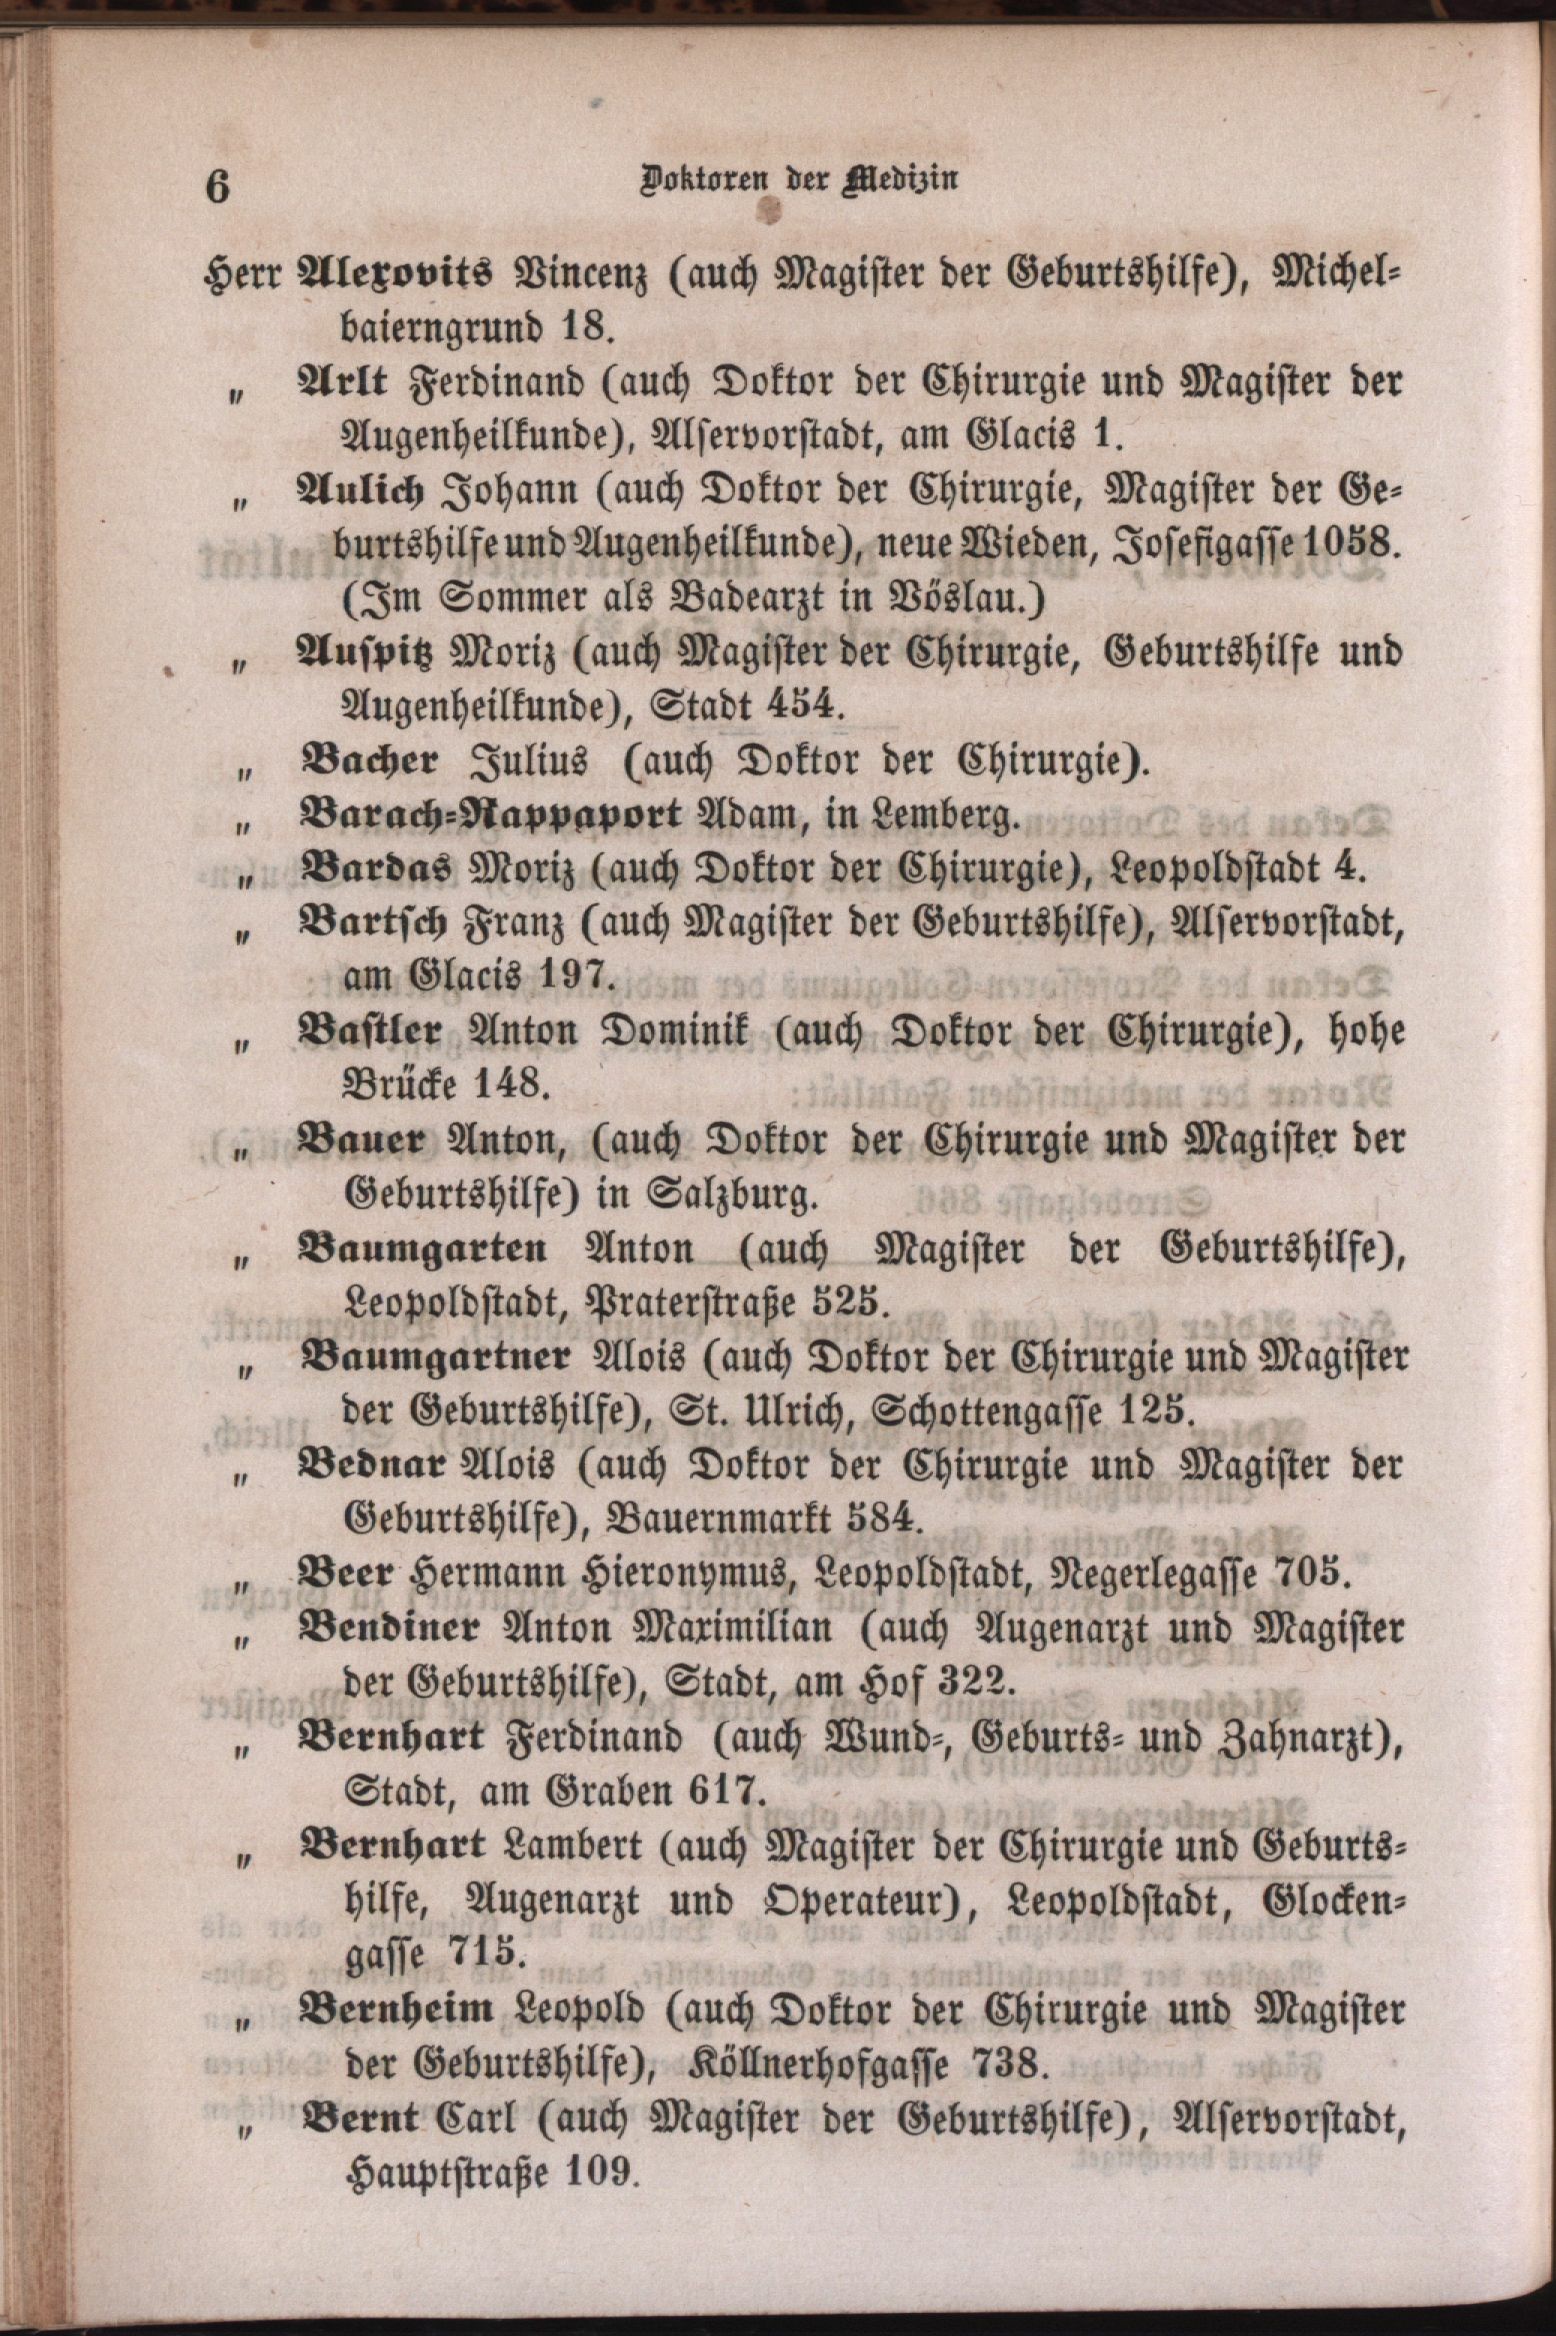 6 Doktoren der Medizin
Herr Alexovits Vincenz (auch Magister der Geburtshilfe), Michel-
baierngrund 18.
„ Arlt Ferdinand (auch Doktor der Chirurgie und Magister der
Augenheilkunde), Alservorstadt, am Glacis 1.
„ Aulich Johann (auch Doktor der Chirurgie, Magister der Ge-
burtshilfe und Augenheilkunde), neue Wieden, Josefigasse 1058.
(Im Sommer als Badearzt in Vöslau.)
„ Auspitz Moriz (auch Magister der Chirurgie, Geburtshilfe und
Augenheilkunde), Stadt 454.
„ Bacher Julius (auch Doktor der Chirurgie).
„ Barach-Rappaport Adam, in Lemberg.
„ Bardas Moriz (auch Doktor der Chirurgie), Leopoldstadt 4.
„ Bartsch Franz (auch Magister der Geburtshilfe), Alservorstadt,
am Glacis 197.
„ Bastler Anton Dominik (auch Doktor der Chirurgie), hohe
Brücke 148.
„ Bauer Anton, (auch Doktor der Chirurgie und Magister der
Geburtshilfe) in Salzburg.
„ Baumgarten Anton (auch Magister der Geburtshilfe),
Leopoldstadt, Praterstraße 525.
„ Baumgartner Alois (auch Doktor der Chirurgie und Magister
der Geburtshilfe), St. Ulrich, Schottengasse 125.
„ Bednar Alois (auch Doktor der Chirurgie und Magister der
Geburtshilfe), Bauernmarkt 584.
„ Beer Hermann Hieronymus, Leopoldstadt, Negerlegasse 705.
„ Bendiner Anton Maximilian (auch Augenarzt und Magister
der Geburtshilfe), Stadt, am Hof 322.
„ Bernhart Ferdinand (auch Wund-, Geburts- und Zahnarzt),
Stadt, am Graben 617.
„ Bernhart Lambert (auch Magister der Chirurgie und Geburts-
hilfe, Augenarzt und Operateur), Leopoldstadt, Glocken-
gasse 715.
„ Bernheim Leopold (auch Doktor der Chirurgie und Magister
der Geburtshilfe), Köllnerhofgasse 738.
„ Bernt Carl (auch Magister der Geburtshilfe), Alservorstadt,
Hauptstraße 109.